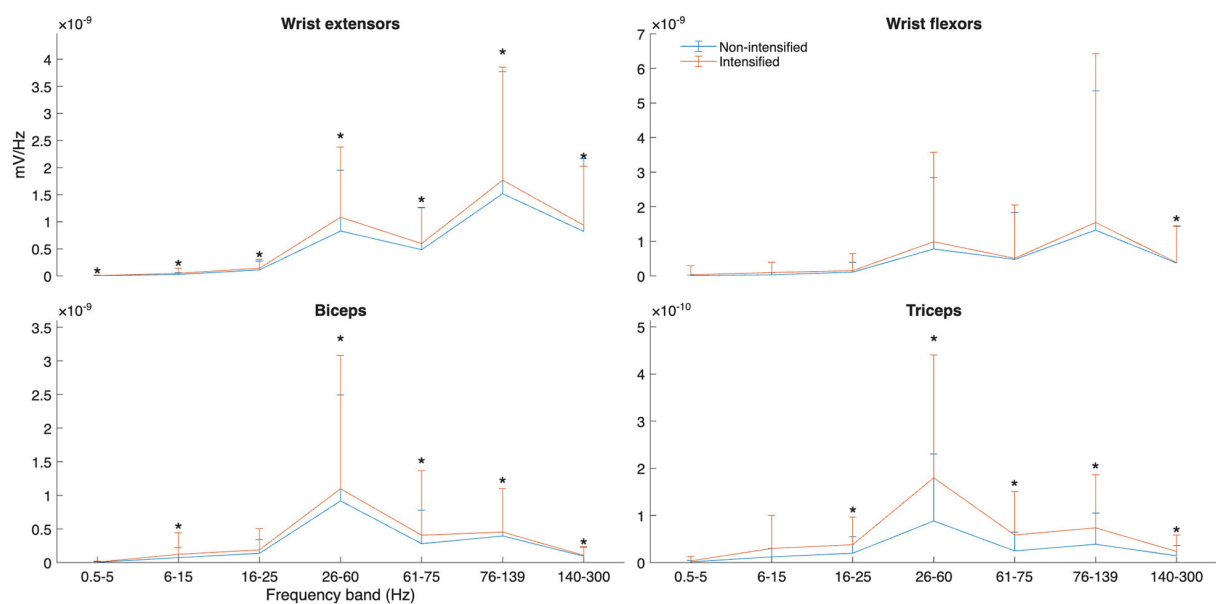 Wrist extensors
×10⁻⁹
4
3.5
3
2.5
2
1.5
1
0.5
0
mV/Hz
* * * * * * *
Wrist flexors
×10⁻⁹
7
6
5
4
3
2
1
0
Non-intensified
Intensified
*
Biceps
×10⁻⁹
3.5
3
2.5
2
1.5
1
0.5
0
* * * * *
0.5-5 6-15 16-25 26-60 61-75 76-139 140-300
Frequency band (Hz)
Triceps
×10⁻¹⁰
5
4
3
2
1
0
* * * * *
0.5-5 6-15 16-25 26-60 61-75 76-139 140-300